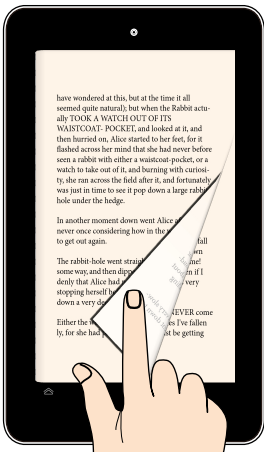 have wondered at this, but at the time it all
seemed quite natural); but when the Rabbit actu-
ally TOOK A WATCH OUT OF ITS
WAISTCOAT- POCKET, and looked at it, and
then hurried on, Alice started to her feet, for it
flashed across her mind that she had never before
seen a rabbit with either a waistcoat-pocket, or a
watch to take out of it, and burning with curiosi-
ty, she ran across the field after it, and fortunately
was just in time to see it pop down a large rabbit
hole under the hedge.
In another moment down went Alice
never once considering how in the
to get out again. fall
The rabbit-hole went
some way, and then en if I
denly that Alice had very
stopping herself
down a very
NEVER come
Either the es I've fallen
ly, for she had st be getting